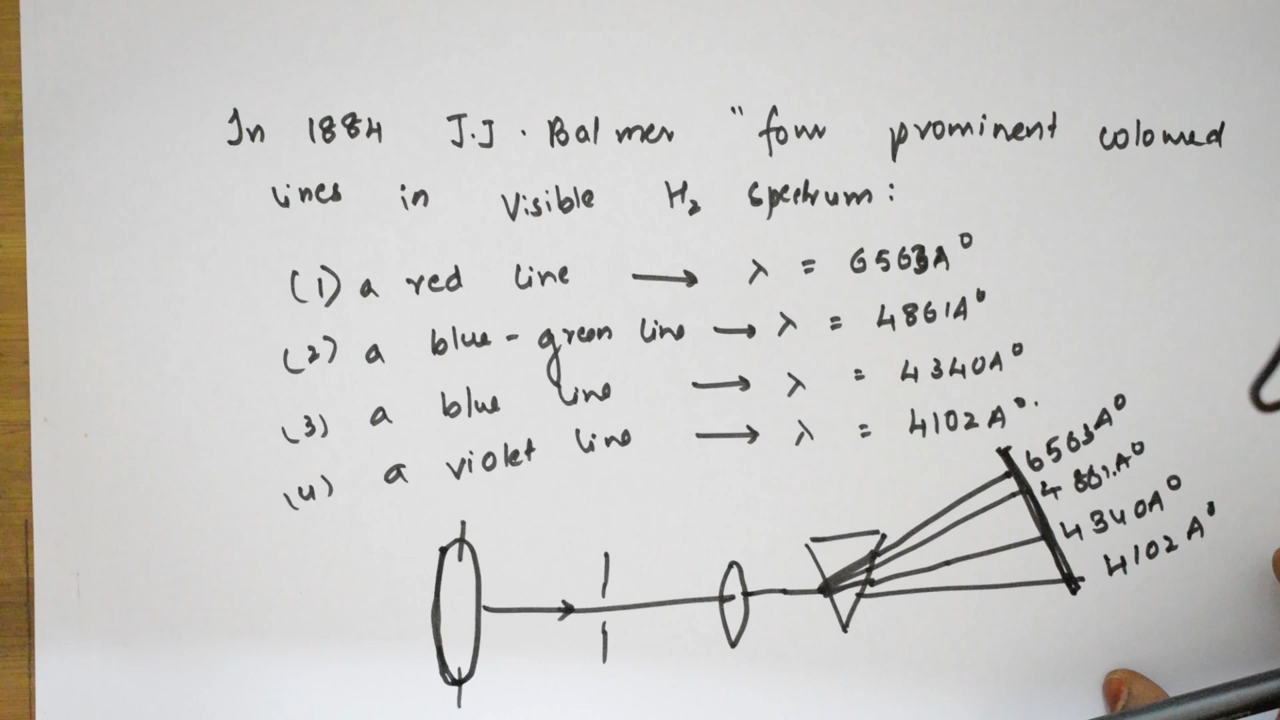 In 1884 J.J. Balmer "four prominent coloured
lines in Visible H₂ spectrum:
(1) a red line → λ = 6563A°
(2) a blue-green line → λ = 4861A°
(3) a blue line → λ = 4340A°
(4) a violet line → λ = 4102A°.
6563A°
4861A°
4340A°
4102A°